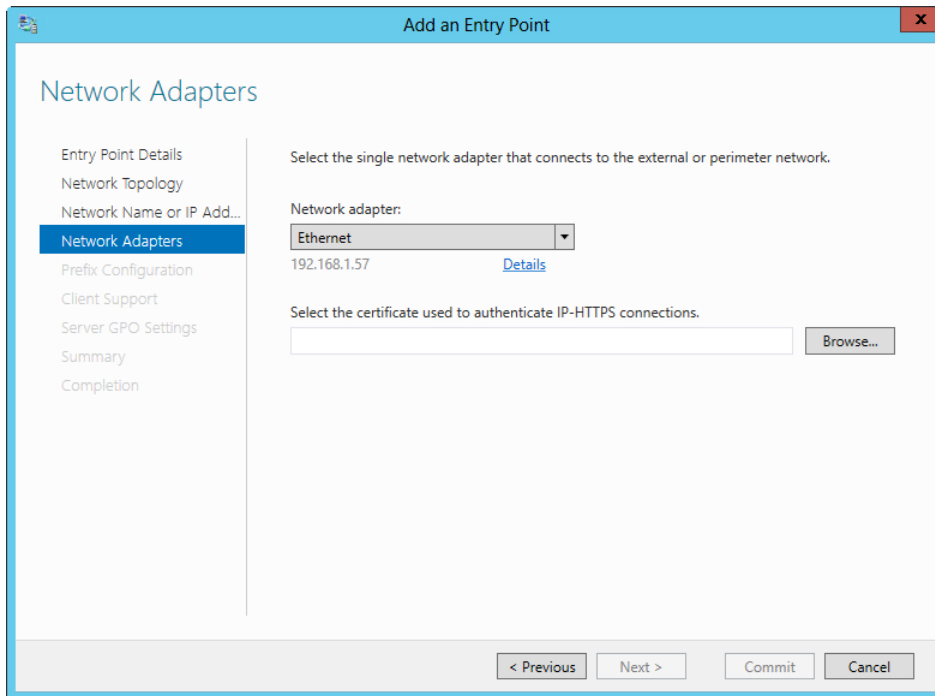 Add an Entry Point
x
Network Adapters
Entry Point Details
Network Topology
Network Name or IP Add...
Network Adapters
Prefix Configuration
Client Support
Server GPO Settings
Summary
Completion
Select the single network adapter that connects to the external or perimeter network.
Network adapter:
Ethernet
192.168.1.57 Details
Select the certificate used to authenticate IP-HTTPS connections.
Browse...
< Previous Next > Commit Cancel